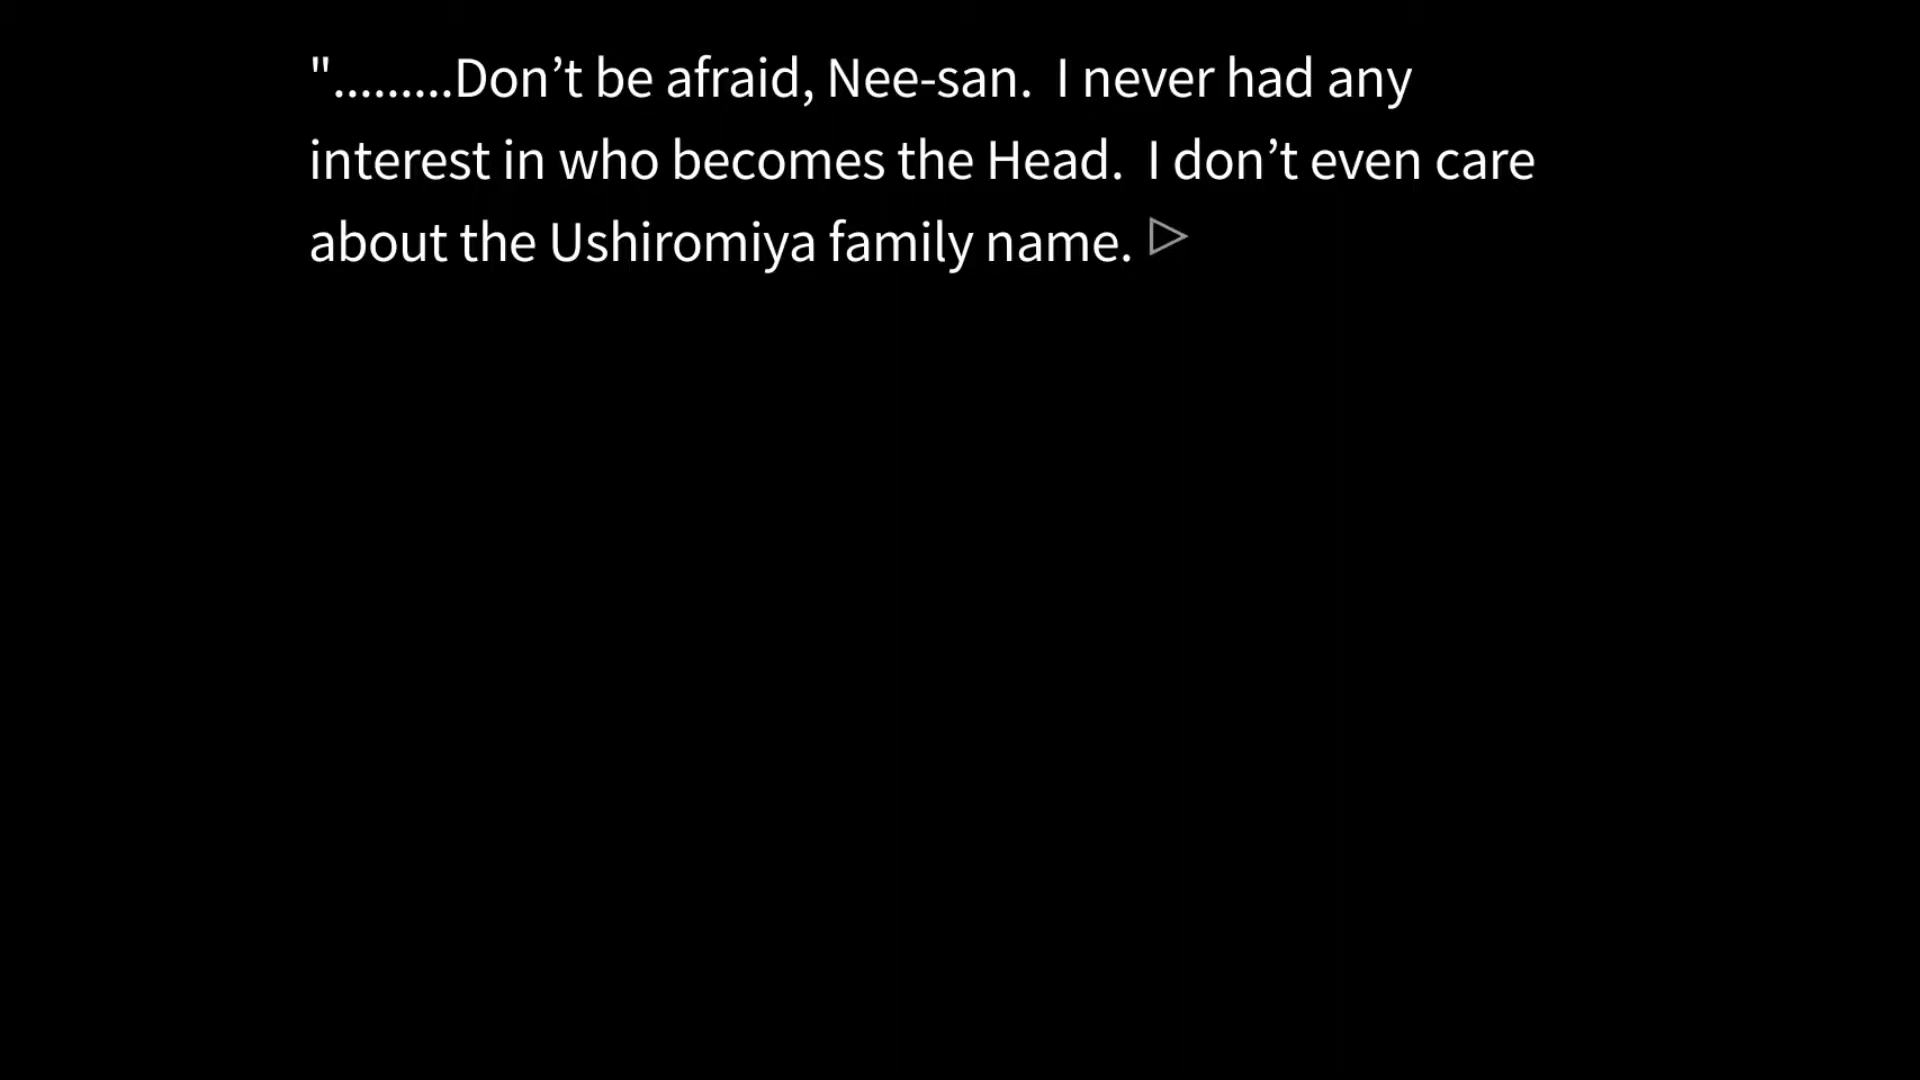 ".........Don’t be afraid, Nee-san.  I never had any
interest in who becomes the Head.  I don’t even care
about the Ushiromiya family name.